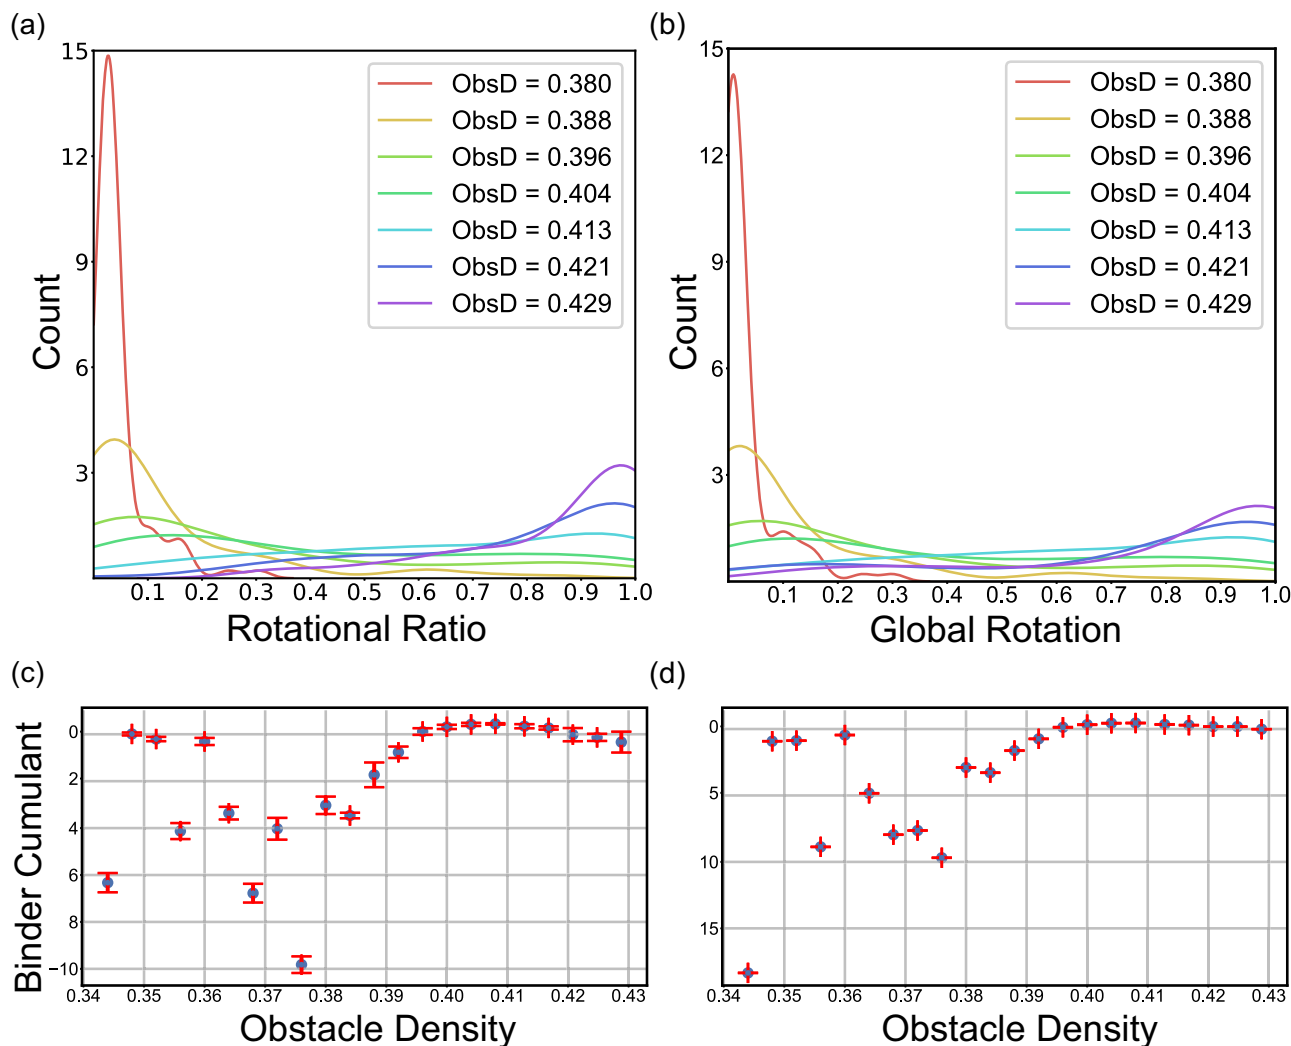 (a)
15
12
9
6
3
Count
ObsD = 0.380
ObsD = 0.388
ObsD = 0.396
ObsD = 0.404
ObsD = 0.413
ObsD = 0.421
ObsD = 0.429
0.1 0.2 0.3 0.4 0.5 0.6 0.7 0.8 0.9 1.0
Rotational Ratio
(b)
15
12
9
6
3
Count
ObsD = 0.380
ObsD = 0.388
ObsD = 0.396
ObsD = 0.404
ObsD = 0.413
ObsD = 0.421
ObsD = 0.429
0.1 0.2 0.3 0.4 0.5 0.6 0.7 0.8 0.9 1.0
Global Rotation
(c)
0
2
4
6
8
−10
Binder Cumulant
0.34 0.35 0.36 0.37 0.38 0.39 0.40 0.41 0.42 0.43
Obstacle Density
(d)
0
5
10
15
0.34 0.35 0.36 0.37 0.38 0.39 0.40 0.41 0.42 0.43
Obstacle Density